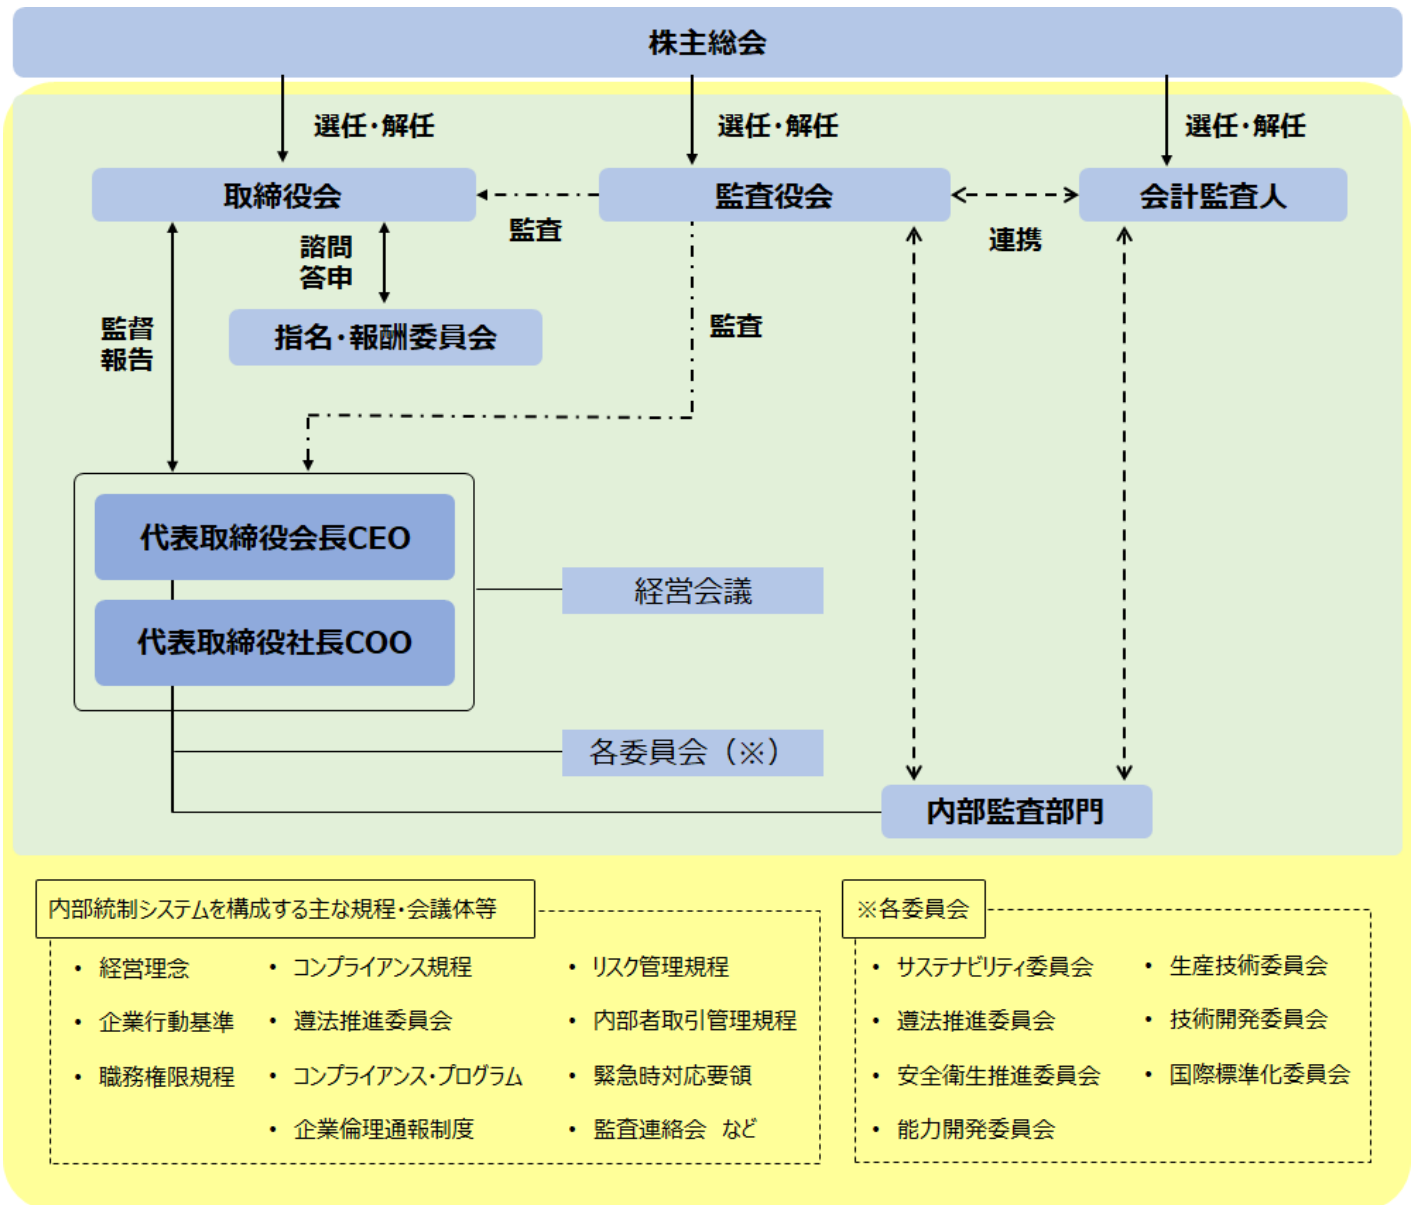 株主総会
選任・解任
選任・解任
選任・解任
取締役会
監査役会
会計監査人
監査
連携
諮問
答申
監督
報告
指名・報酬委員会
監査
代表取締役会長CEO
経営会議
代表取締役社長COO
各委員会（※）
内部監査部門
内部統制システムを構成する主な規程・会議体等
・ 経営理念
・ 企業行動基準
・ 職務権限規程
・ コンプライアンス規程
・ 遵法推進委員会
・ コンプライアンス・プログラム
・ 企業倫理通報制度
・ リスク管理規程
・ 内部者取引管理規程
・ 緊急時対応要領
・ 監査連絡会　など
※各委員会
・ サステナビリティ委員会
・ 遵法推進委員会
・ 安全衛生推進委員会
・ 能力開発委員会
・ 生産技術委員会
・ 技術開発委員会
・ 国際標準化委員会